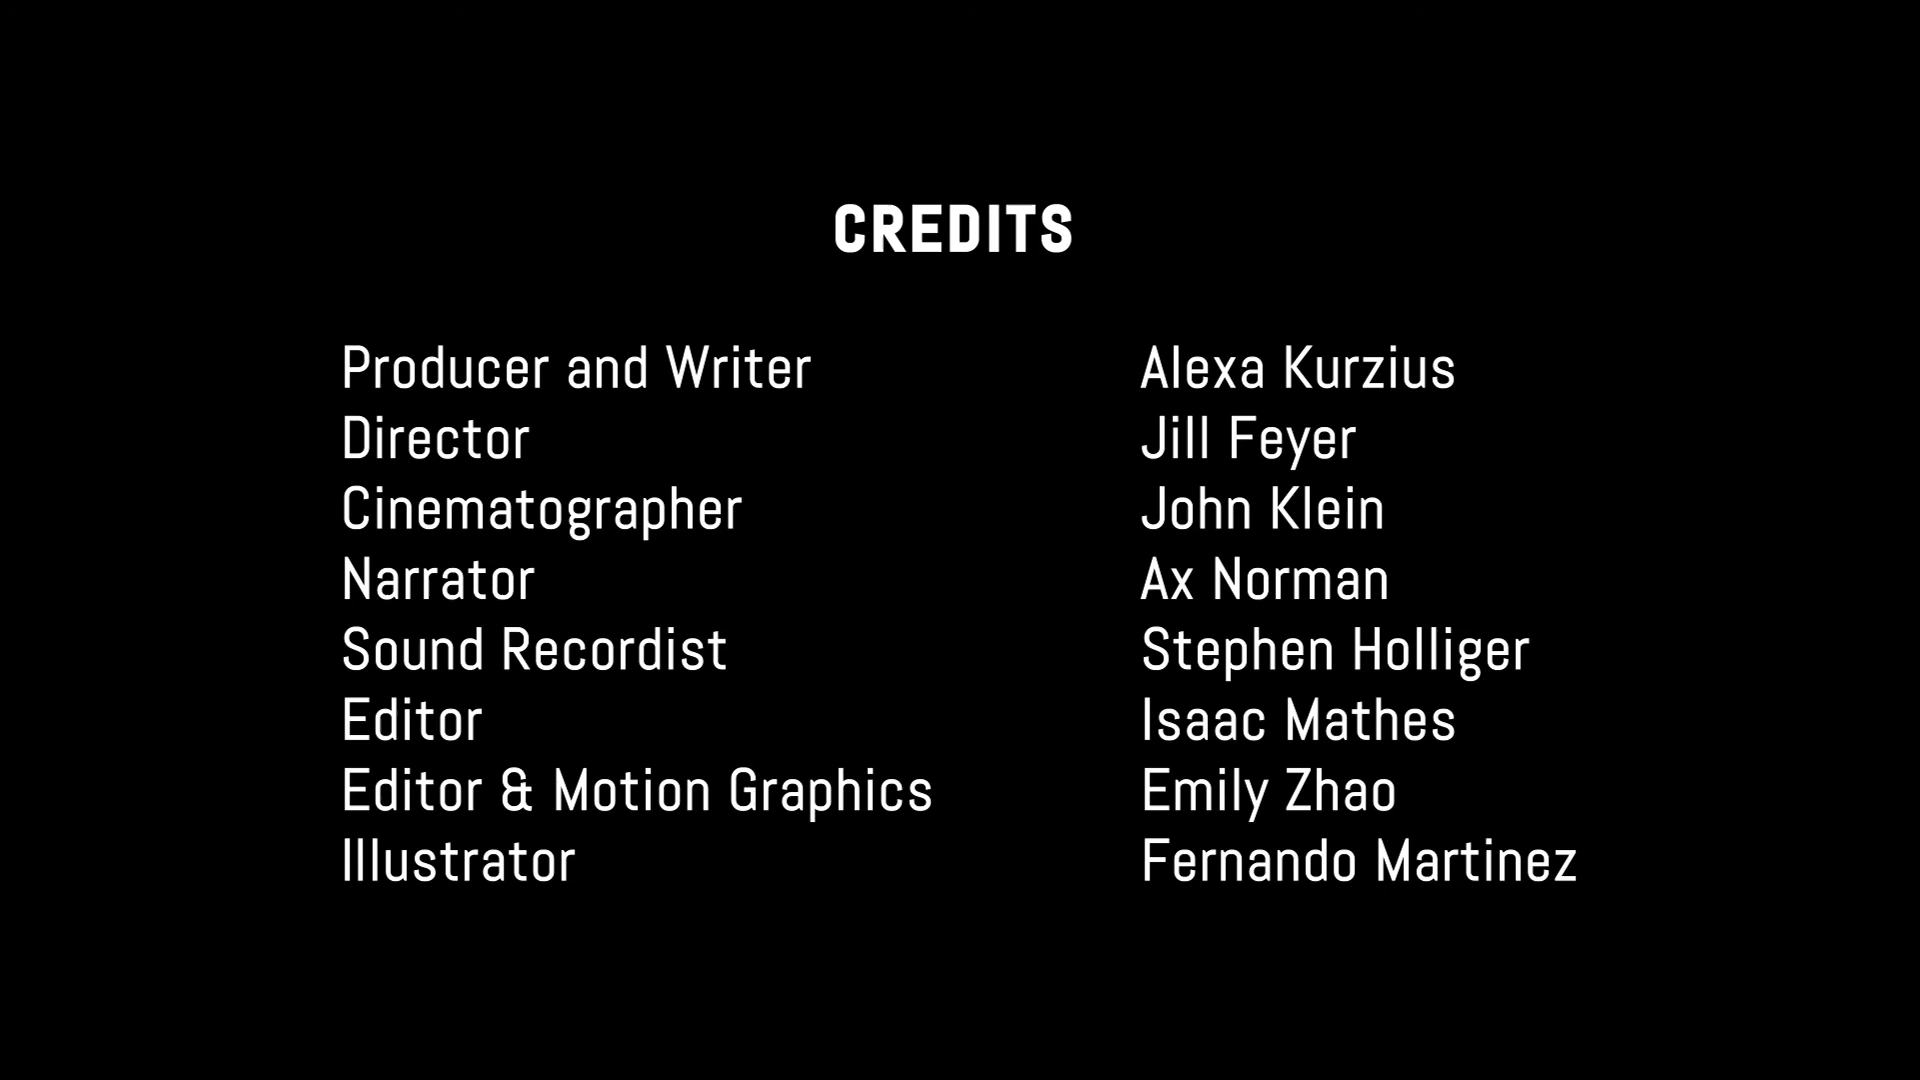 CREDITS
Producer and Writer Alexa Kurzius
Director Jill Feyer
Cinematographer John Klein
Narrator Ax Norman
Sound Recordist Stephen Holliger
Editor Isaac Mathes
Editor & Motion Graphics Emily Zhao
Illustrator Fernando Martinez